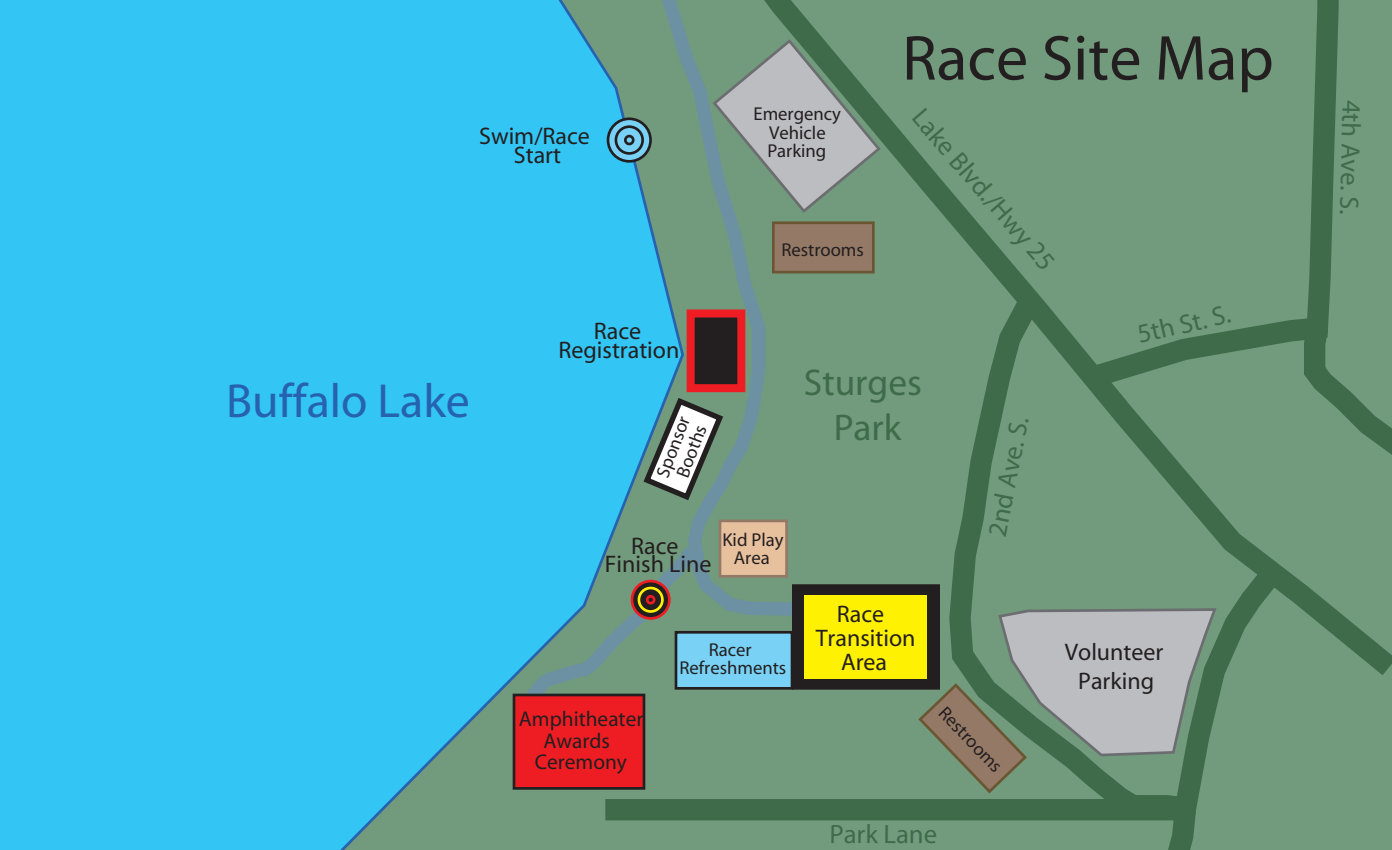 Race Site Map
Emergency
Vehicle
Parking
Swim/Race
Start
Lake Blvd./Hwy 25
4th Ave. S.
Restrooms
5th St. S.
Race
Registration
Buffalo Lake
Sturges
Park
Sponsor
Booths
2nd Ave. S.
Race
Finish Line
Kid Play
Area
Race
Transition
Area
Racer
Refreshments
Volunteer
Parking
Restrooms
Amphitheater
Awards
Ceremony
Park Lane